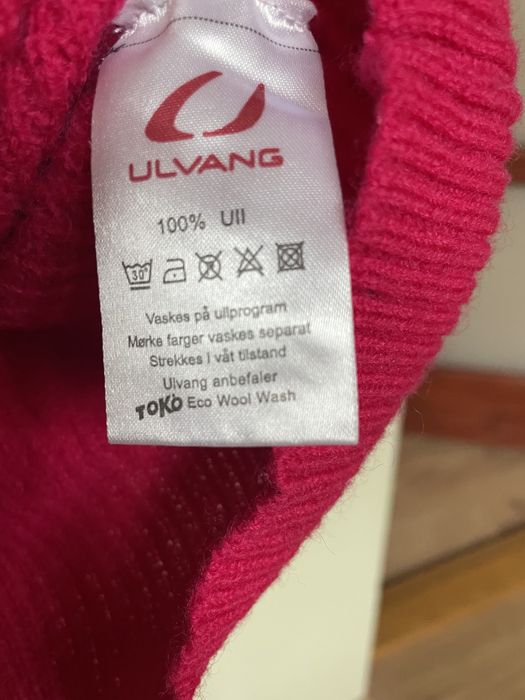 ULVANG
100% Ull
30°
Vaskes på ullprogram
Mørke farger vaskes separat
Strekkes i våt tilstand
Ulvang anbefaler
TOKO Eco Wool Wash